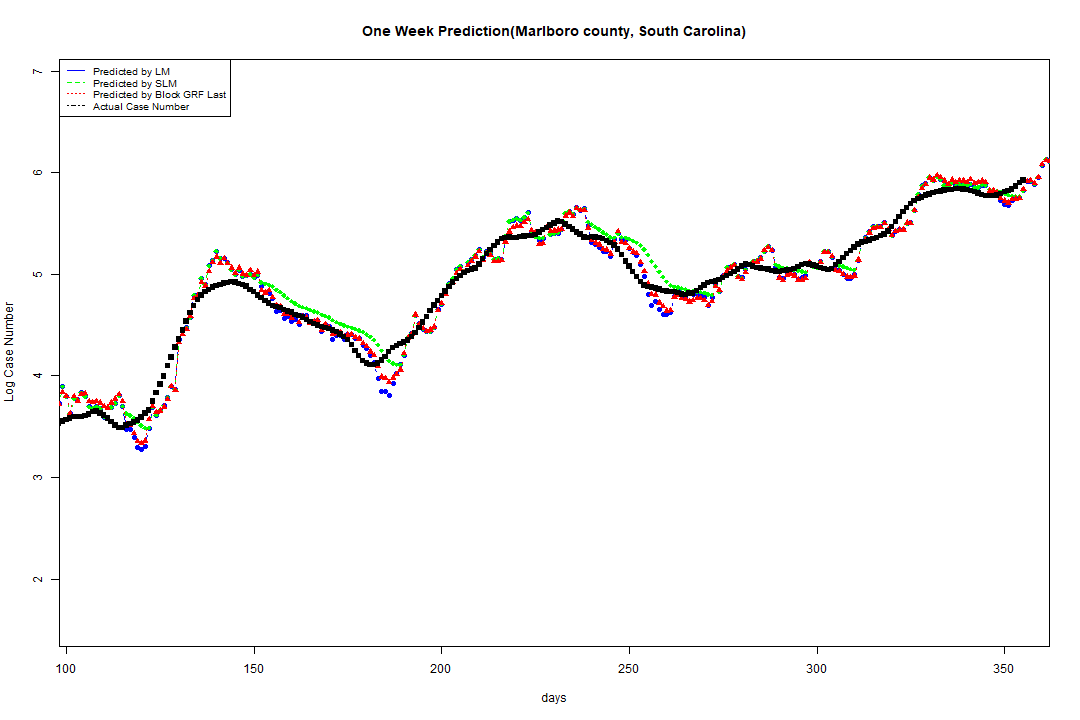 One Week Prediction(Marlboro county, South Carolina)
Predicted by LM
Predicted by SLM
Predicted by Block GRF Last
Actual Case Number
7
6
5
4
3
2
Log Case Number
100 150 200 250 300 350
days